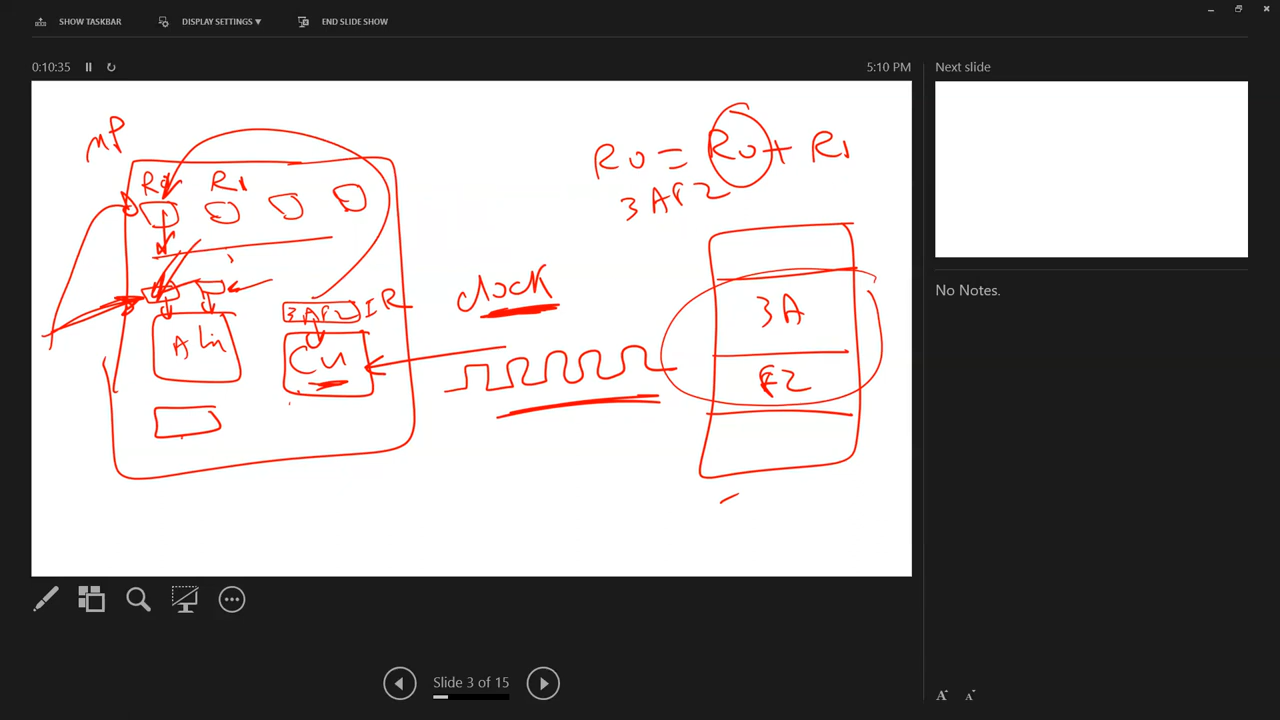 SHOW TASKBAR
DISPLAY SETTINGS ▼
END SLIDE SHOW
0:10:35
5:10 PM
Next slide
No Notes.
μP
R0 = R0 + R1
3AF2
R0 R1
clock
3AF2 IR
3A
ALU
CU
F2
Slide 3 of 15
A A